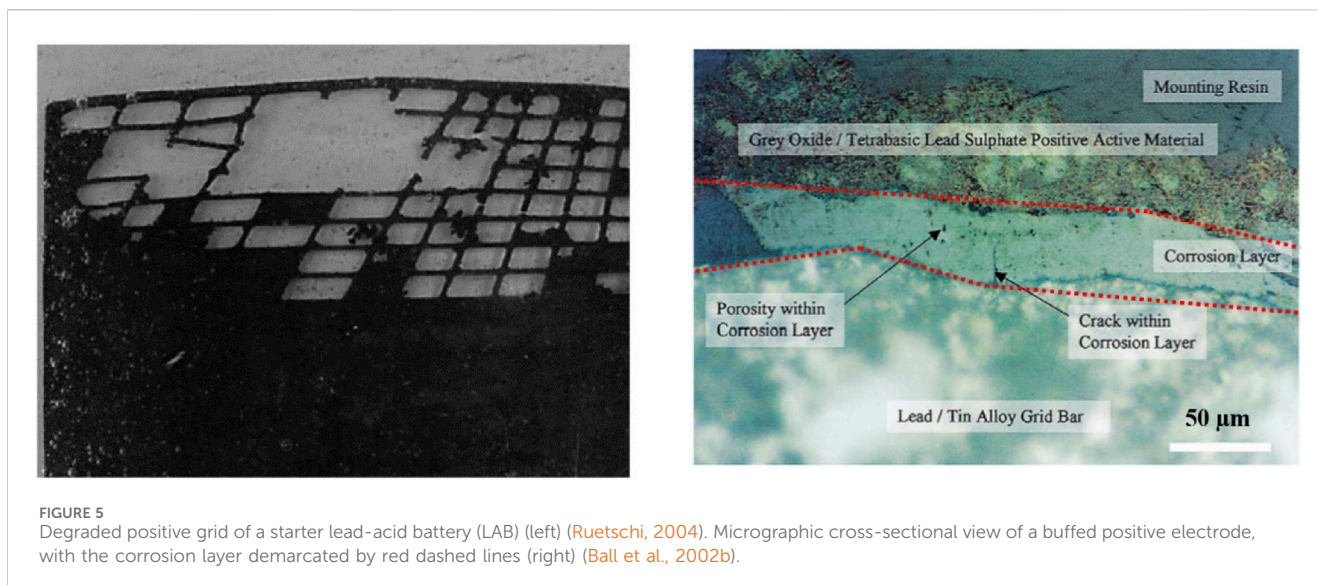 Mounting Resin
Grey Oxide / Tetrabasic Lead Sulphate Positive Active Material
Corrosion Layer
Porosity within
Corrosion Layer
Crack within
Corrosion Layer
Lead / Tin Alloy Grid Bar
50 μm
FIGURE 5
Degraded positive grid of a starter lead-acid battery (LAB) (left) (Ruetschi, 2004). Micrographic cross-sectional view of a buffed positive electrode,
with the corrosion layer demarcated by red dashed lines (right) (Ball et al., 2002b).